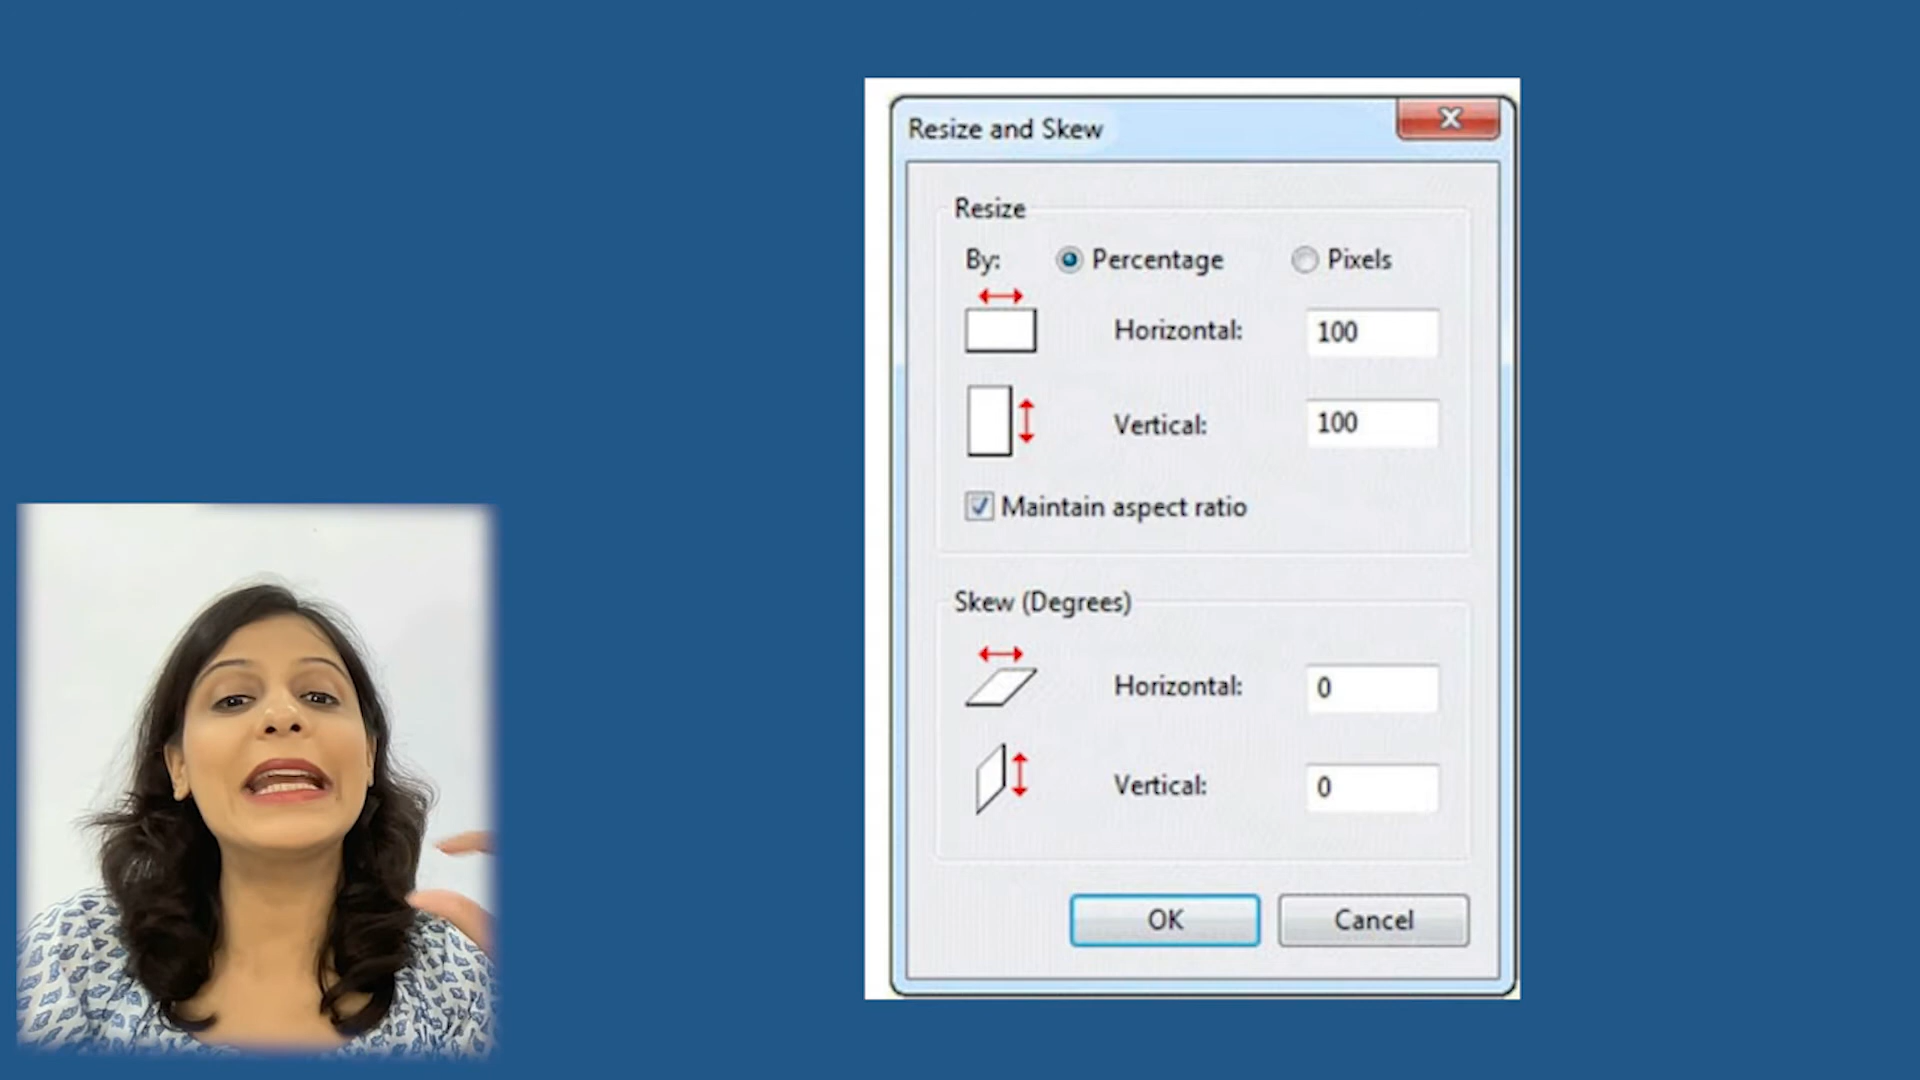 Resize and Skew
Resize
By: Percentage Pixels
Horizontal: 100
Vertical: 100
Maintain aspect ratio
Skew (Degrees)
Horizontal: 0
Vertical: 0
OK Cancel